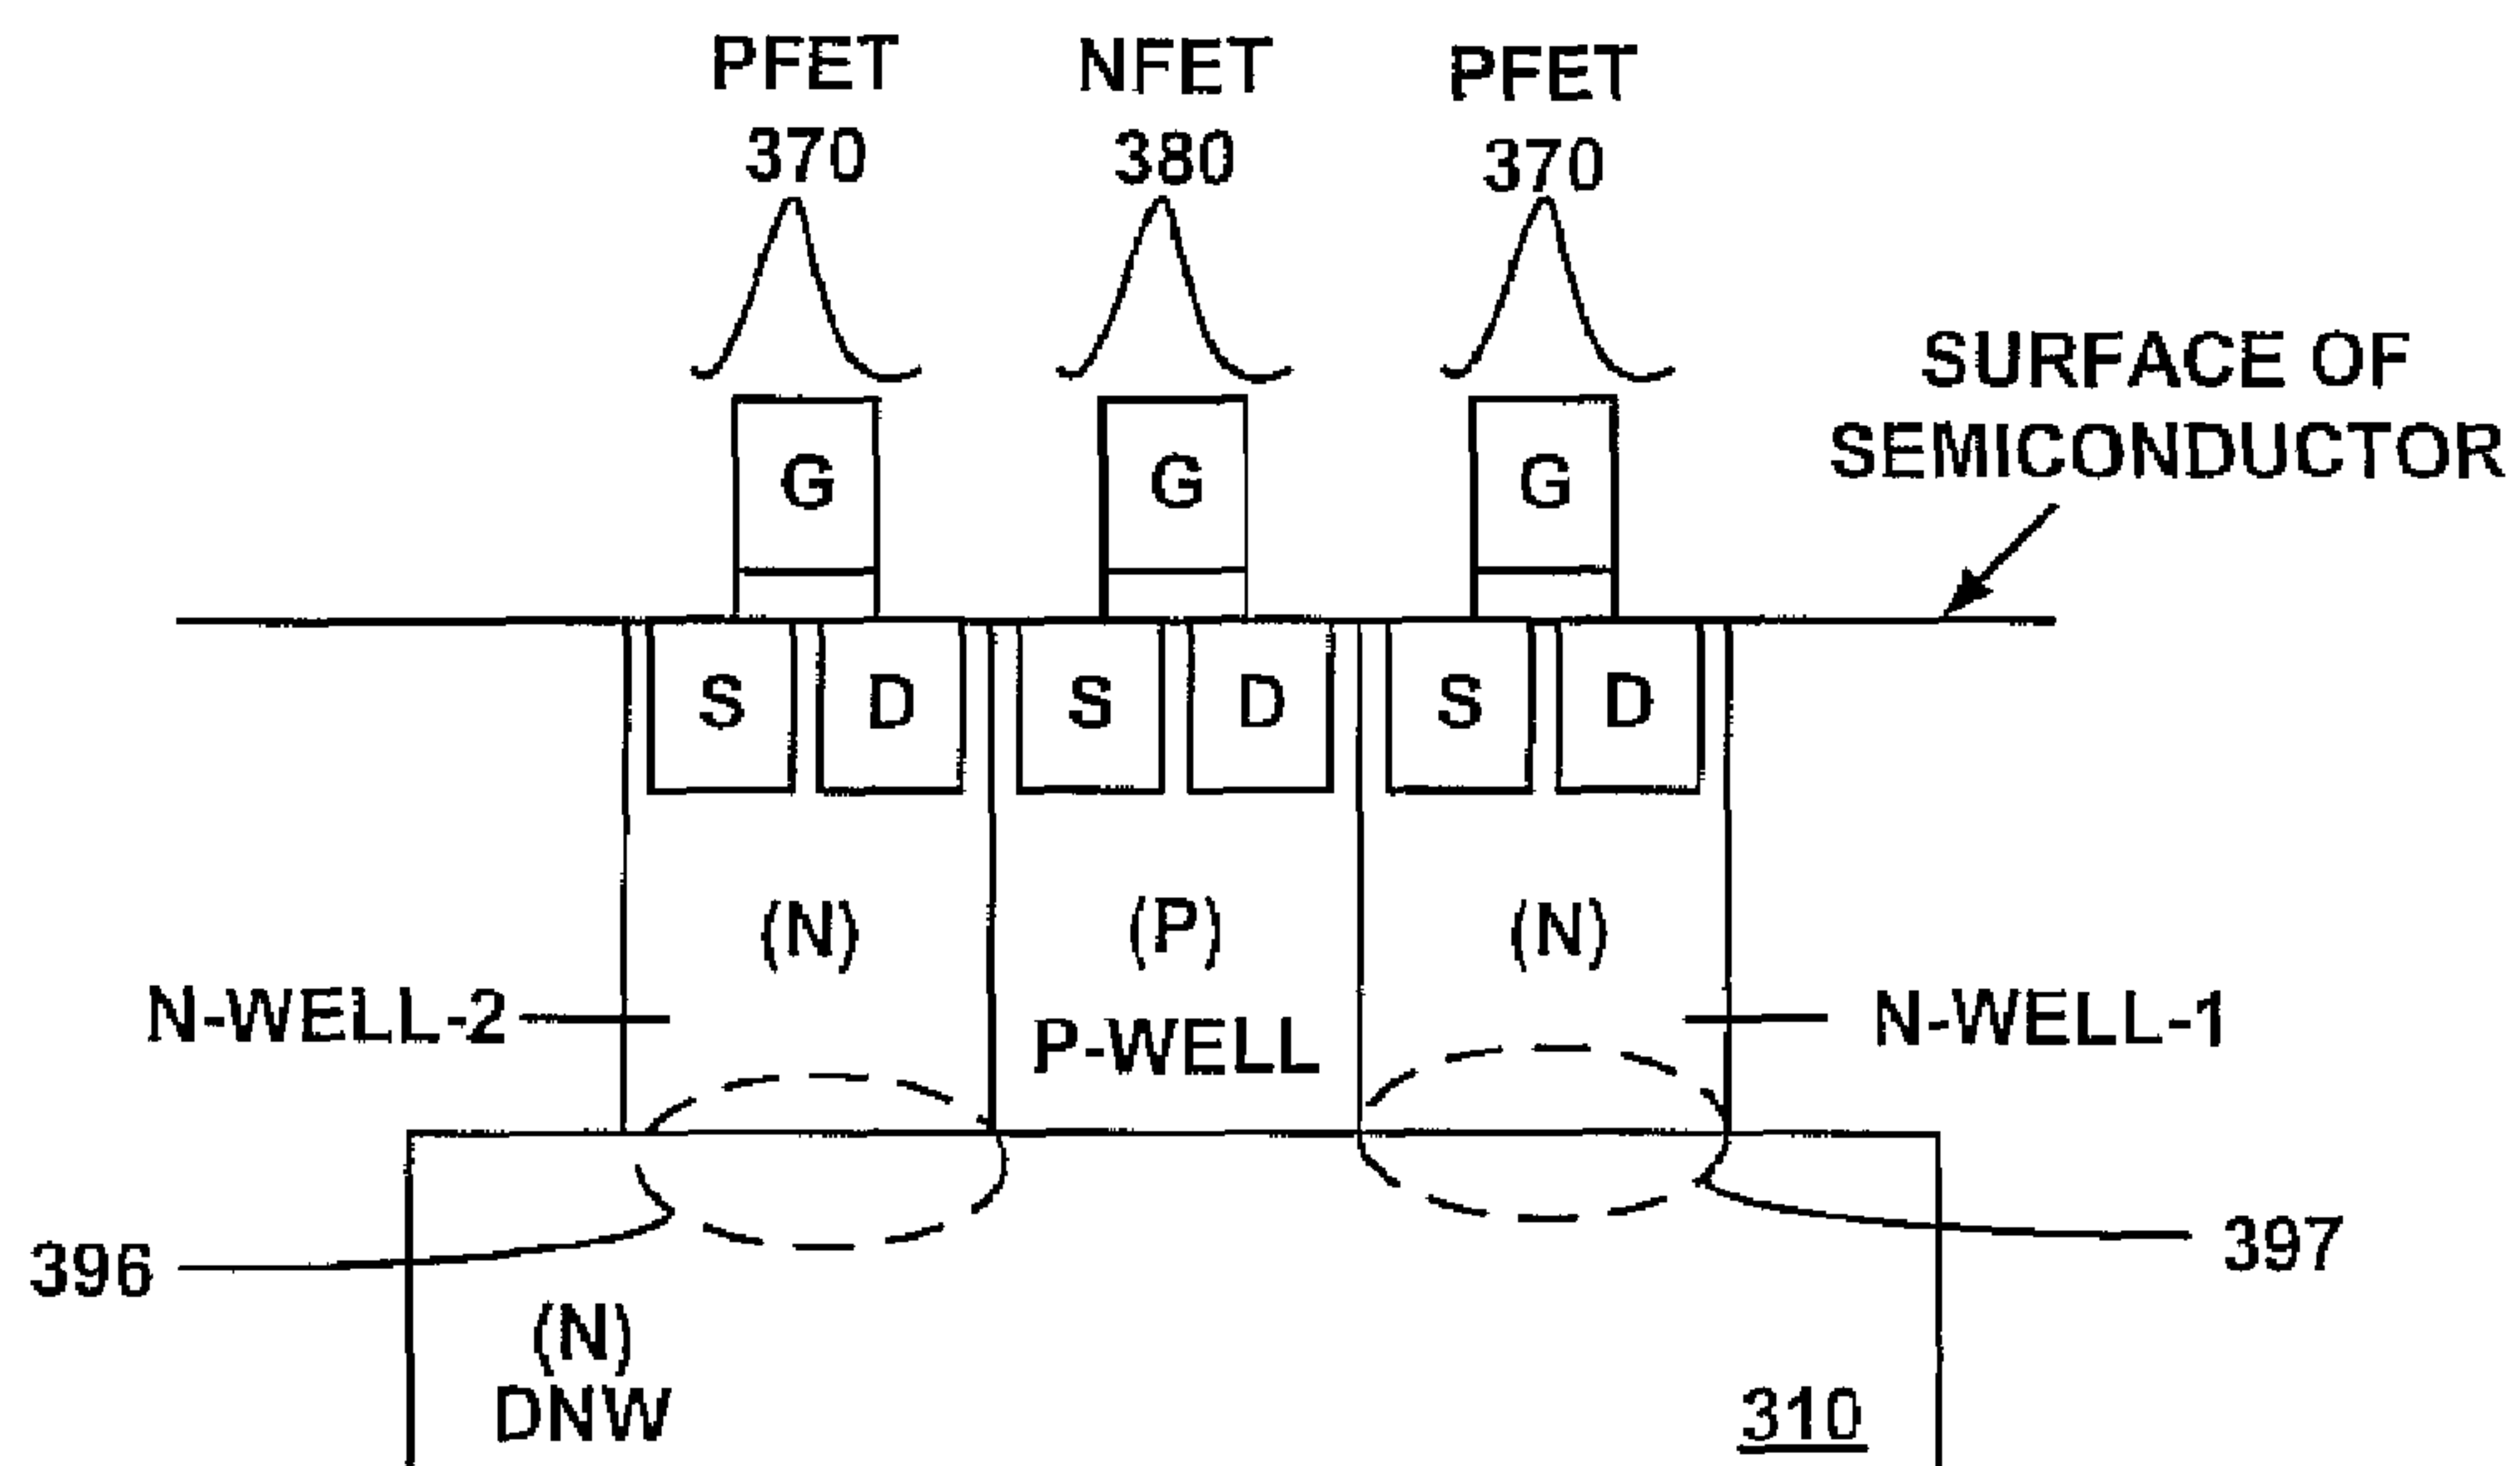 PFET NFET PFET
370 380 370
SURFACE OF
SEMICONDUCTOR
G G G
S D S D S D
(N) (P) (N)
N-WELL-2 P-WELL N-WELL-1
396 397
(N)
DNW 310